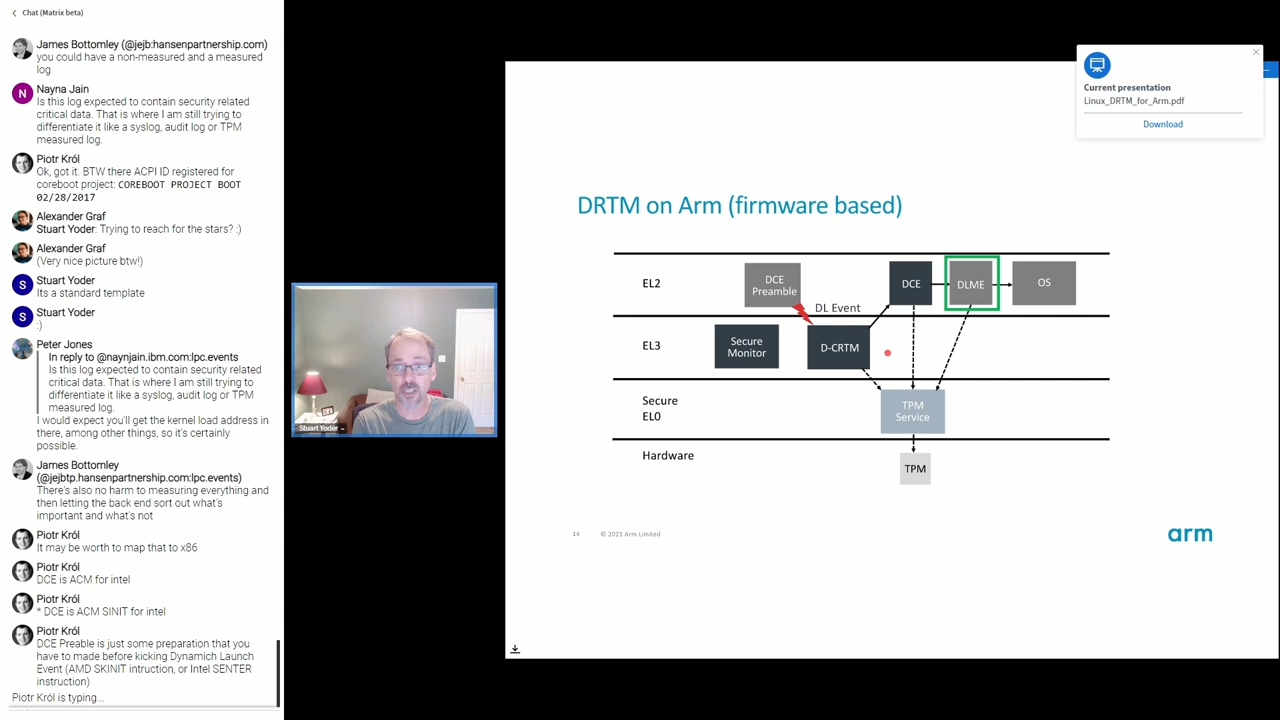 Chat (Matrix beta)
James Bottomley (@jejb:hansenpartnership.com)
you could have a non-measured and a measured
log
N
Nayna Jain
Is this log expected to contain security related
critical data. That is where I am still trying to
differentiate it like a syslog, audit log or TPM
measured log.
Piotr Król
Ok, got it. BTW there ACPI ID registered for
coreboot project: COREBOOT PROJECT BOOT
02/28/2017
Alexander Graf
Stuart Yoder: Trying to reach for the stars? :)
Alexander Graf
(Very nice picture btw!)
S
Stuart Yoder
Its a standard template
S
Stuart Yoder
:)
Peter Jones
In reply to @naynjain.ibm.com:lpc.events
Is this log expected to contain security related
critical data. That is where I am still trying to
differentiate it like a syslog, audit log or TPM
measured log.
I would expect you'll get the kernel load address in
there, among other things, so it's certainly
possible.
James Bottomley
(@jejbtp.hansenpartnership.com:lpc.events)
There's also no harm to measuring everything and
then letting the back end sort out what's
important and what's not
Piotr Król
It may be worth to map that to x86
Piotr Król
DCE is ACM for intel
Piotr Król
* DCE is ACM SINIT for intel
Piotr Król
DCE Preable is just some preparation that you
have to made before kicking Dynamich Launch
Event (AMD SKINIT intruction, or Intel SENTER
instruction)
Piotr Król is typing...
Stuart Yoder
Current presentation
Linux_DRTM_for_Arm.pdf
Download
DRTM on Arm (firmware based)
EL2
DCE
Preamble
DL Event
DCE
DLME
OS
EL3
Secure
Monitor
D-CRTM
Secure
EL0
TPM
Service
Hardware
TPM
14
© 2021 Arm Limited
arm